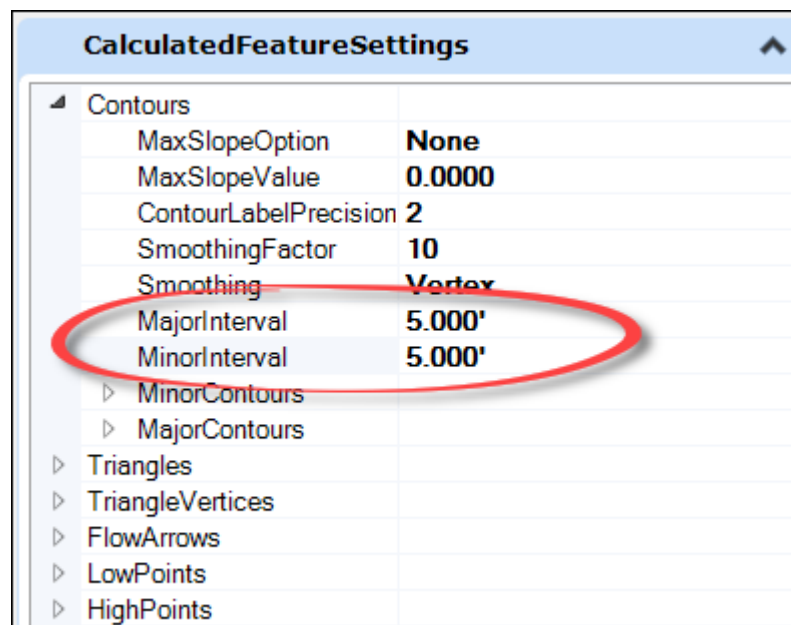 CalculatedFeatureSettings
Contours
MaxSlopeOption None
MaxSlopeValue 0.0000
ContourLabelPrecision 2
SmoothingFactor 10
Smoothing Vertex
MajorInterval 5.000'
MinorInterval 5.000'
MinorContours
MajorContours
Triangles
TriangleVertices
FlowArrows
LowPoints
HighPoints